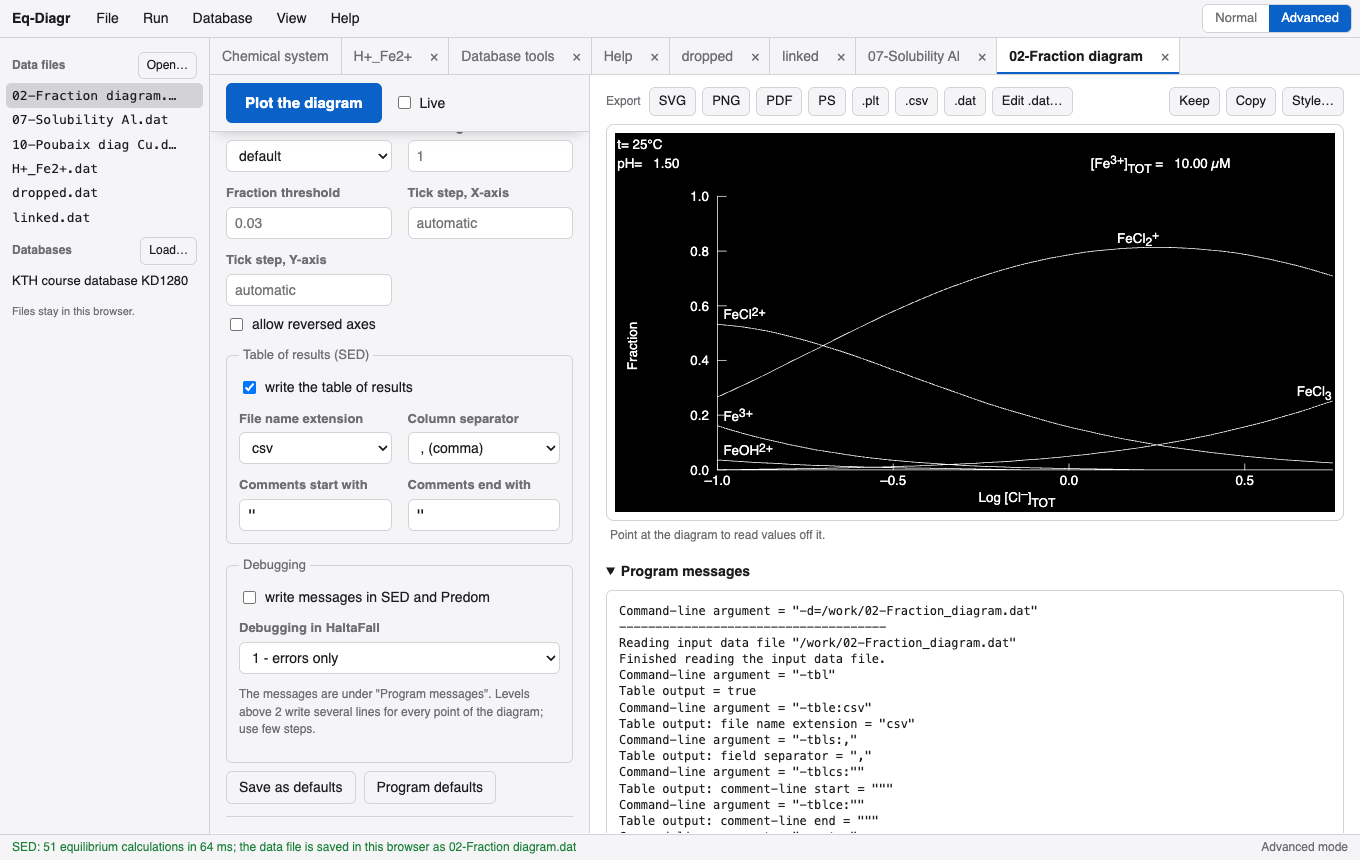 Eq-Diagr File Run Database View Help Normal Advanced
Data files Open...
02-Fraction diagram....
07-Solubility Al.dat
10-Poubaix diag Cu.d...
H+_Fe2+.dat
dropped.dat
linked.dat
Databases Load...
KTH course database KD1280
Files stay in this browser.
Chemical system H+_Fe2+ × Database tools × Help × dropped × linked × 07-Solubility Al × 02-Fraction diagram ×
Plot the diagram Live
default 1
Fraction threshold Tick step, X-axis
0.03 automatic
Tick step, Y-axis
automatic
allow reversed axes
Table of results (SED)
write the table of results
File name extension Column separator
csv , (comma)
Comments start with Comments end with
" "
Debugging
write messages in SED and Predom
Debugging in HaltaFall
1 - errors only
The messages are under "Program messages". Levels
above 2 write several lines for every point of the diagram;
use few steps.
Save as defaults Program defaults
Export SVG PNG PDF PS .plt .csv .dat Edit .dat... Keep Copy Style...
t= 25°C
pH= 1.50 [Fe3+]TOT = 10.00 µM
1.0
FeCl2+
0.8
0.6 FeCl2+
Fraction
0.4
FeCl3
0.2 Fe3+
FeOH2+
0.0
−1.0 −0.5 0.0 0.5
Log [Cl−]TOT
Point at the diagram to read values off it.
▼ Program messages
Command-line argument = "-d=/work/02-Fraction_diagram.dat"
-------------------------------------
Reading input data file "/work/02-Fraction_diagram.dat"
Finished reading the input data file.
Command-line argument = "-tbl"
Table output = true
Command-line argument = "-tble:csv"
Table output: file name extension = "csv"
Command-line argument = "-tbls:,"
Table output: field separator = ","
Command-line argument = "-tblcs:""
Table output: comment-line start = """
Command-line argument = "-tblce:""
Table output: comment-line end = """
SED: 51 equilibrium calculations in 64 ms; the data file is saved in this browser as 02-Fraction diagram.dat Advanced mode